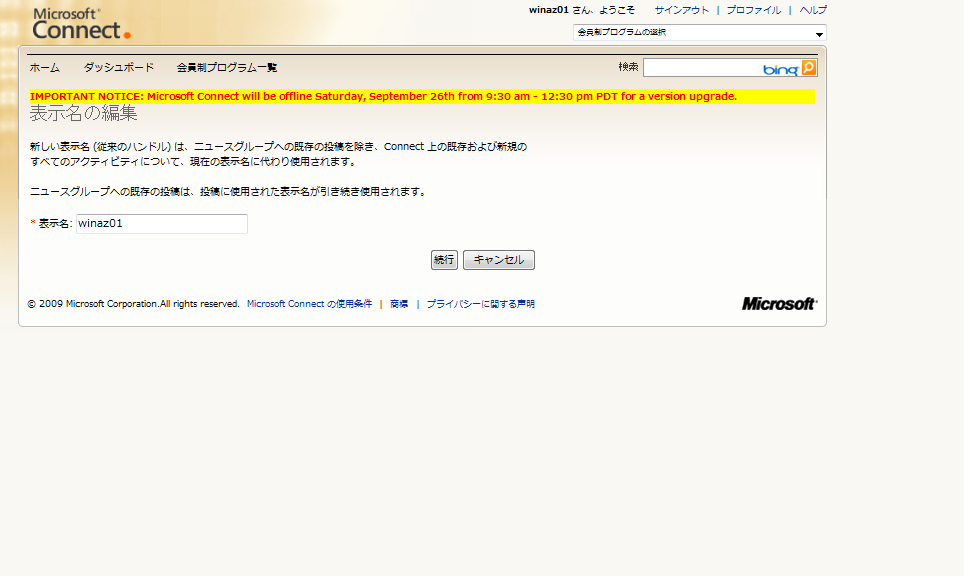 Microsoft®
Connect
winaz01 さん、ようこそ サインアウト | プロファイル | ヘルプ
会員制プログラムの選択
ホーム ダッシュボード 会員制プログラム一覧 検索 bing
IMPORTANT NOTICE: Microsoft Connect will be offline Saturday, September 26th from 9:30 am - 12:30 pm PDT for a version upgrade.
表示名の編集
新しい表示名 (従来のハンドル) は、ニュースグループへの既存の投稿を除き、Connect 上の既存および新規の
すべてのアクティビティについて、現在の表示名に代わり使用されます。
ニュースグループへの既存の投稿は、投稿に使用された表示名が引き続き使用されます。
* 表示名: winaz01
続行 キャンセル
© 2009 Microsoft Corporation.All rights reserved. Microsoft Connect の使用条件 | 商標 | プライバシーに関する声明 Microsoft